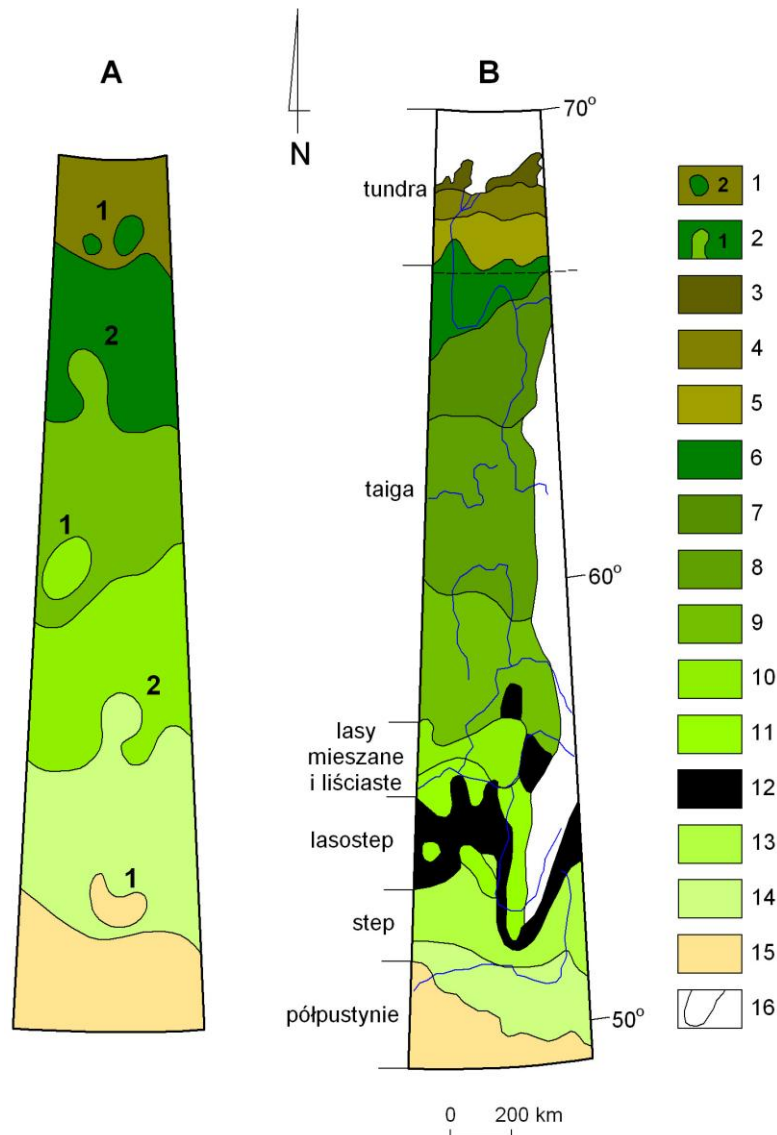 A
N
B
70°
tundra
taiga
60°
lasy
mieszane
i liściaste
lasostep
step
półpustynie
50°
0 200 km
1
2
1
2
1
2 1
1 2
3
4
5
6
7
8
9
10
11
12
13
14
15
16